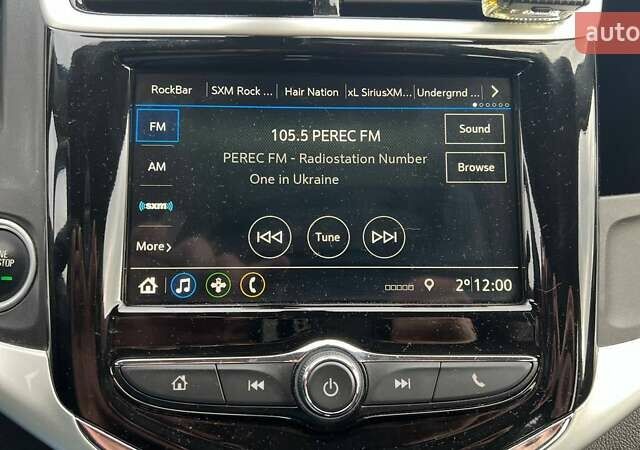 auto
RockBar
SXM Rock ...
Hair Nation
xL SiriusXM...
Undergrnd ...
FM
105.5 PEREC FM
Sound
AM
PEREC FM - Radiostation Number
One in Ukraine
Browse
sxm
More
Tune
2° 12:00
STOP